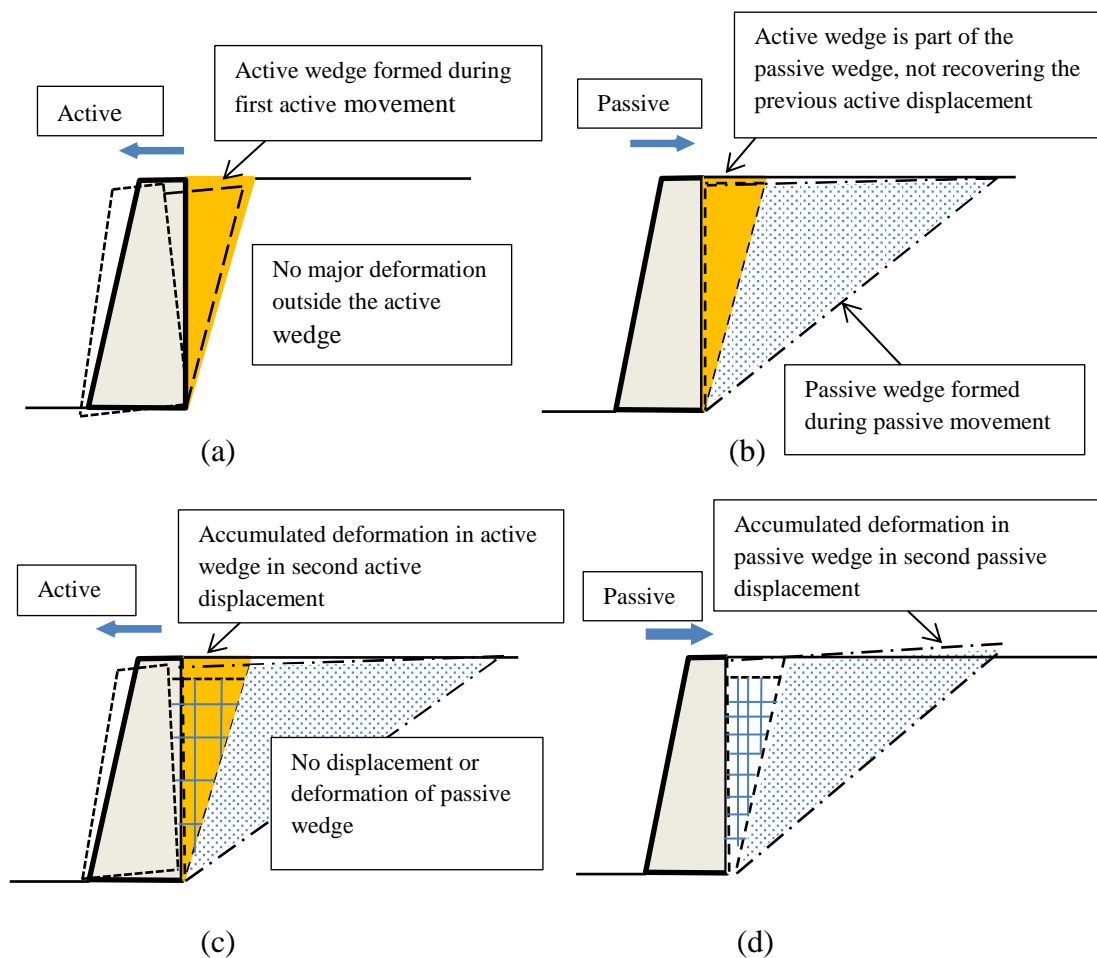 Active wedge formed during
first active movement
Active
No major deformation
outside the active
wedge
(a)
Active wedge is part of the
passive wedge, not recovering the
previous active displacement
Passive
Passive wedge formed
during passive movement
(b)
Accumulated deformation in active
wedge in second active
displacement
Active
No displacement or
deformation of passive
wedge
(c)
Accumulated deformation in
passive wedge in second passive
displacement
Passive
(d)